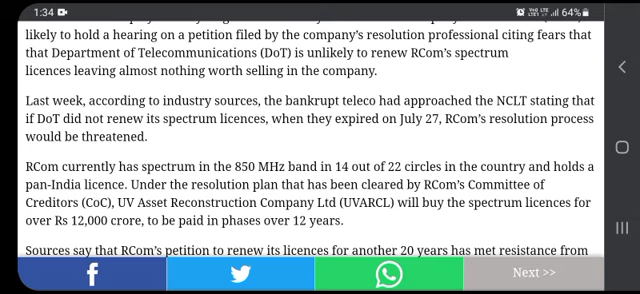 1:34
64%
likely to hold a hearing on a petition filed by the company's resolution professional citing fears that
that Department of Telecommunications (DoT) is unlikely to renew RCom's spectrum
licences leaving almost nothing worth selling in the company.
Last week, according to industry sources, the bankrupt teleco had approached the NCLT stating that
if DoT did not renew its spectrum licences, when they expired on July 27, RCom's resolution process
would be threatened.
RCom currently has spectrum in the 850 MHz band in 14 out of 22 circles in the country and holds a
pan-India licence. Under the resolution plan that has been cleared by RCom's Committee of
Creditors (CoC), UV Asset Reconstruction Company Ltd (UVARCL) will buy the spectrum licences for
over Rs 12,000 crore, to be paid in phases over 12 years.
Sources say that RCom's petition to renew its licences for another 20 years has met resistance from
Next >>